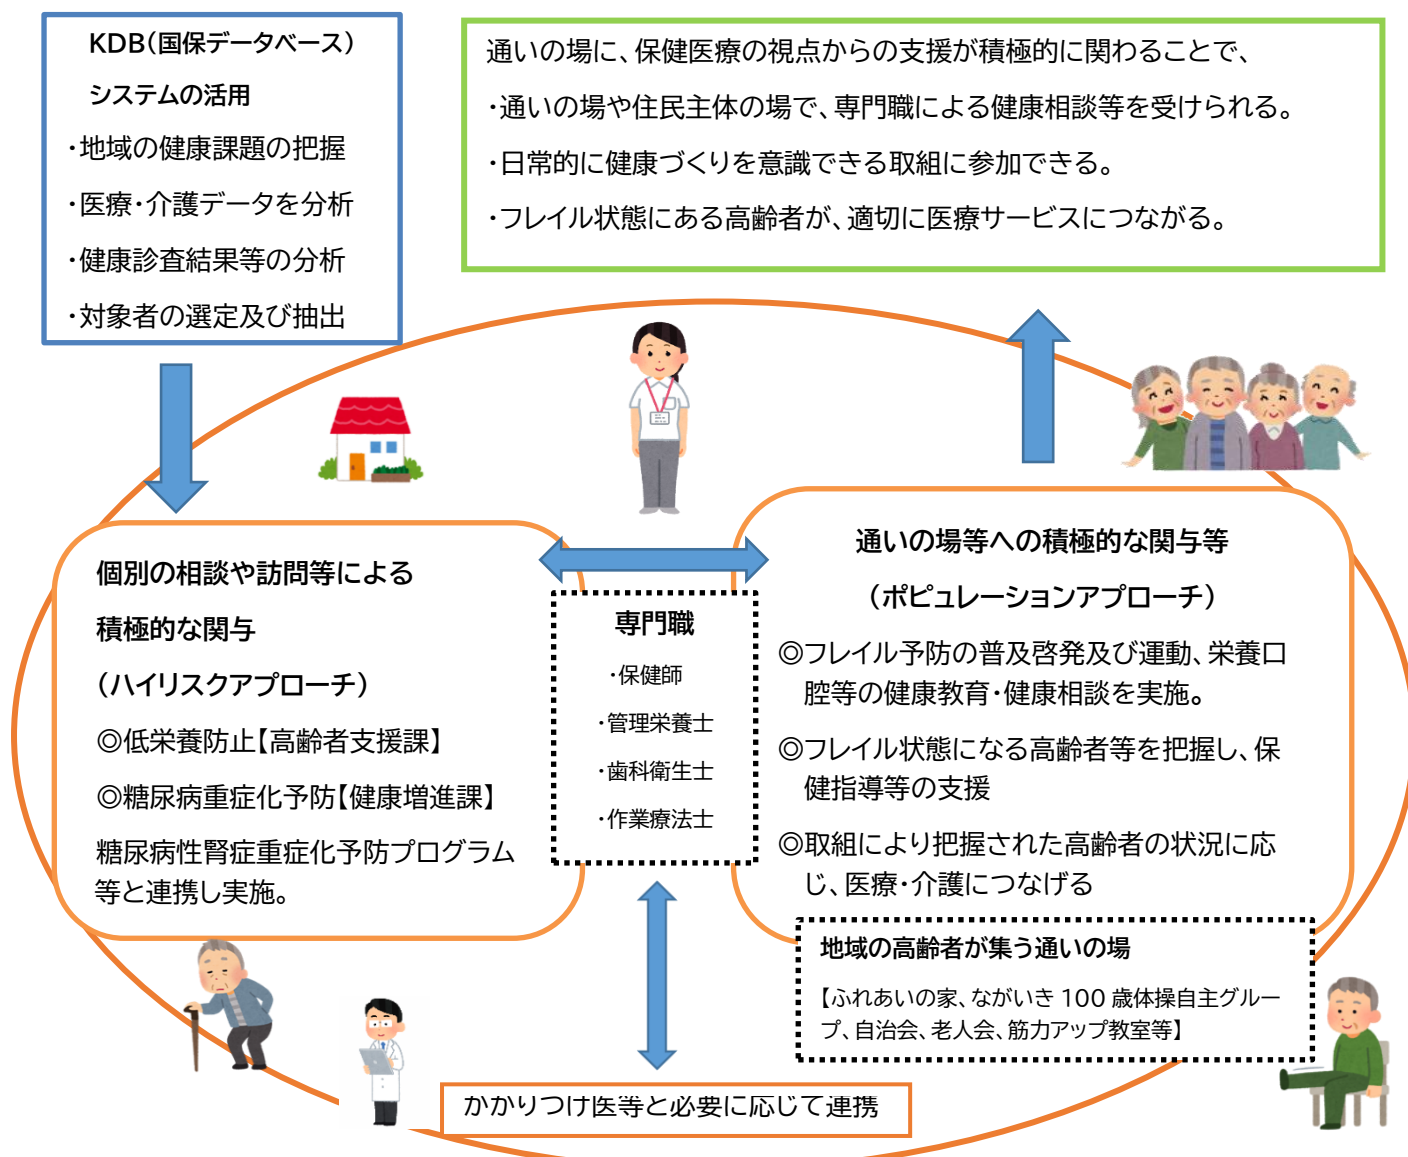 KDB(国保データベース)
システムの活用
・地域の健康課題の把握
・医療・介護データを分析
・健康診査結果等の分析
・対象者の選定及び抽出
通いの場に、保健医療の視点からの支援が積極的に関わることで、
・通いの場や住民主体の場で、専門職による健康相談等を受けられる。
・日常的に健康づくりを意識できる取組に参加できる。
・フレイル状態にある高齢者が、適切に医療サービスにつながる。
個別の相談や訪問等による
積極的な関与
(ハイリスクアプローチ)
◎低栄養防止【高齢者支援課】
◎糖尿病重症化予防【健康増進課】
糖尿病性腎症重症化予防プログラム
等と連携し実施。
専門職
・保健師
・管理栄養士
・歯科衛生士
・作業療法士
通いの場等への積極的な関与等
(ポピュレーションアプローチ)
◎フレイル予防の普及啓発及び運動、栄養口
腔等の健康教育・健康相談を実施。
◎フレイル状態になる高齢者等を把握し、保
健指導等の支援
◎取組により把握された高齢者の状況に応
じ、医療・介護につなげる
地域の高齢者が集う通いの場
【ふれあいの家、ながいき 100 歳体操自主グルー
プ、自治会、老人会、筋力アップ教室等】
かかりつけ医等と必要に応じて連携